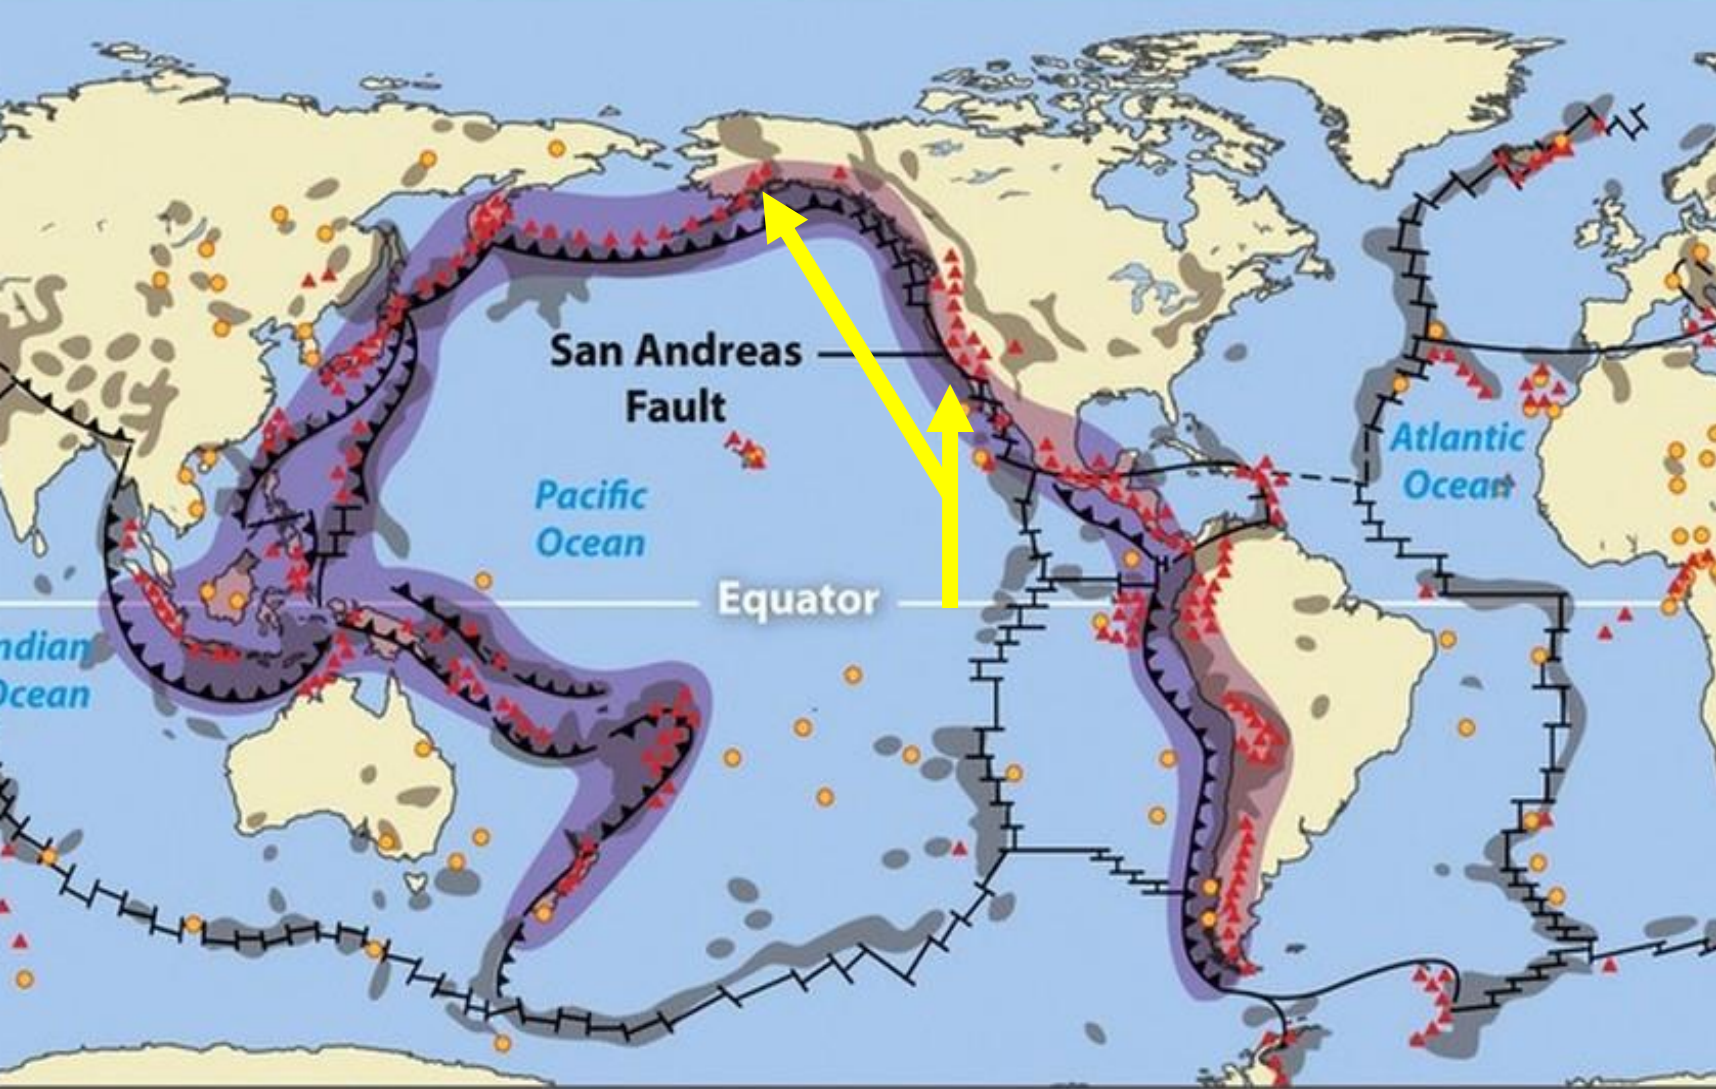 San Andreas
Fault
Pacific
Ocean
Equator
Atlantic
Ocean
ndian
Ocean